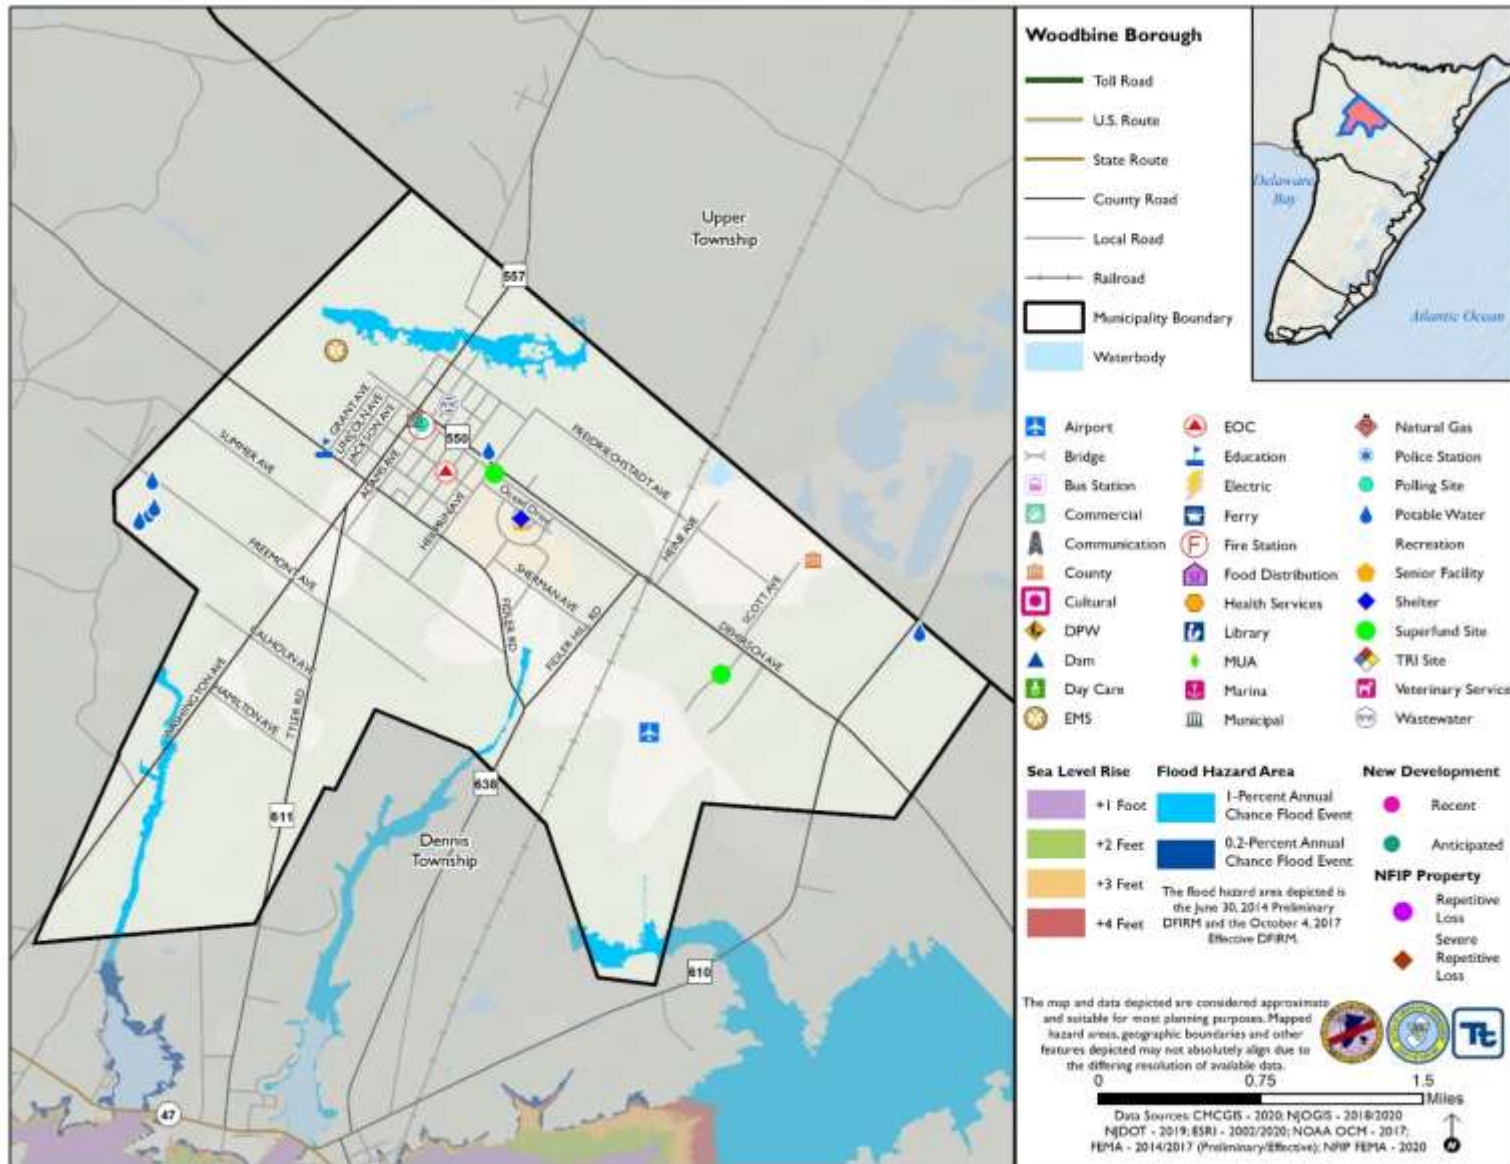 Woodbine Borough
Toll Road
U.S. Route
State Route
County Road
Local Road
Railroad
Municipality Boundary
Waterbody
Delaware
Bay
Atlantic Ocean
Airport
Bridge
Bus Station
Commercial
Communication
County
Cultural
DPW
Dam
Day Care
EMS
EOC
Education
Electric
Ferry
Fire Station
Food Distribution
Health Services
Library
MUA
Marina
Municipal
Natural Gas
Police Station
Polling Site
Potable Water
Recreation
Senior Facility
Shelter
Superfund Site
TRI Site
Veterinary Service
Wastewater
Sea Level Rise
+1 Foot
+2 Feet
+3 Feet
+4 Feet
Flood Hazard Area
1-Percent Annual
Chance Flood Event
0.2-Percent Annual
Chance Flood Event
The flood hazard area depicted is
the June 30, 2014 Preliminary
DFIRM and the October 4, 2017
Effective DFIRM.
New Development
Recent
Anticipated
NFIP Property
Repetitive
Loss
Severe
Repetitive
Loss
The map and data depicted are considered approximate
and suitable for most planning purposes. Mapped
hazard areas, geographic boundaries and other
features depicted may not absolutely align due to
the differing resolution of available data.
Tt
0 0.75 1.5
Miles
Data Sources: CMCGIS - 2020; NJOGIS - 2018/2020
NJDOT - 2019; ESRI - 2002/2020; NOAA OCM - 2017;
FEMA - 2014/2017 (Preliminary/Effective); NFIP FEMA - 2020
N
Upper
Township
557
GRANT AVE
LINCOLN AVE
JACKSON AVE
ADAMS AVE
SUMMER AVE
550
FREDRIECHSTADT AVE
HEILPRIN AVE
Ocean Drive
HEINE AVE
FREEMONT AVE
SHERMAN AVE
SCOTT AVE
FIDLER RD
FIDLER HILL RD
DEHIRSCH AVE
CALHOUN AVE
WASHINGTON AVE
HAMILTON AVE
TYLER RD
638
611
Dennis
Township
610
47